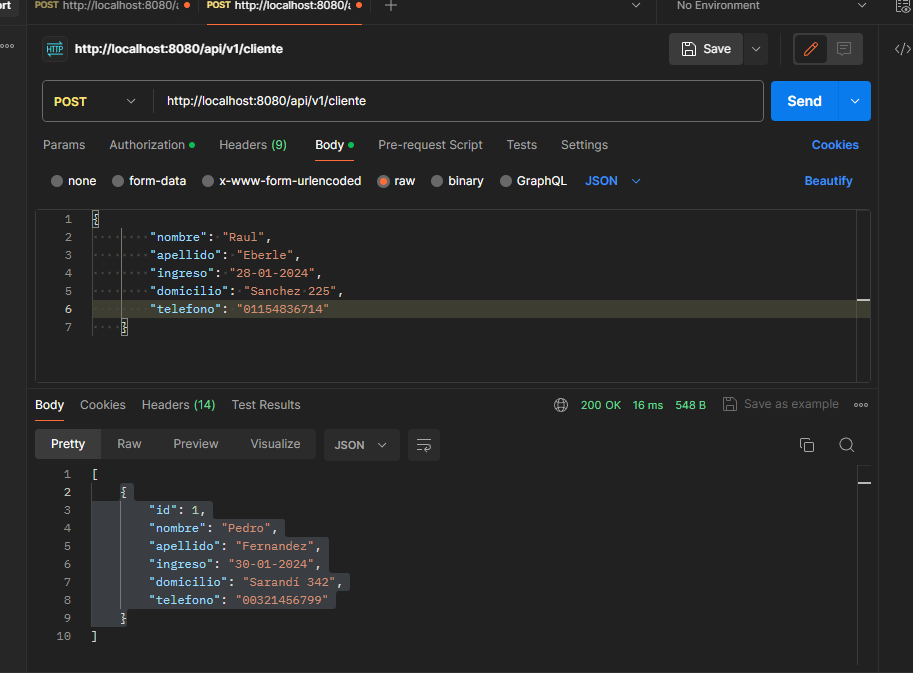 ort POST http://localhost:8080/a POST http://localhost:8080/a No Environment
HTTP http://localhost:8080/api/v1/cliente Save
POST http://localhost:8080/api/v1/cliente Send
Params Authorization Headers (9) Body Pre-request Script Tests Settings Cookies
none form-data x-www-form-urlencoded raw binary GraphQL JSON Beautify
1 {
2 "nombre": "Raul",
3 "apellido": "Eberle",
4 "ingreso": "28-01-2024",
5 "domicilio": "Sanchez 225",
6 "telefono": "01154836714"
7 }
Body Cookies Headers (14) Test Results 200 OK 16 ms 548 B Save as example
Pretty Raw Preview Visualize JSON
1 [
2 {
3 "id": 1,
4 "nombre": "Pedro",
5 "apellido": "Fernandez",
6 "ingreso": "30-01-2024",
7 "domicilio": "Sarandi 342",
8 "telefono": "00321456799"
9 }
10 ]